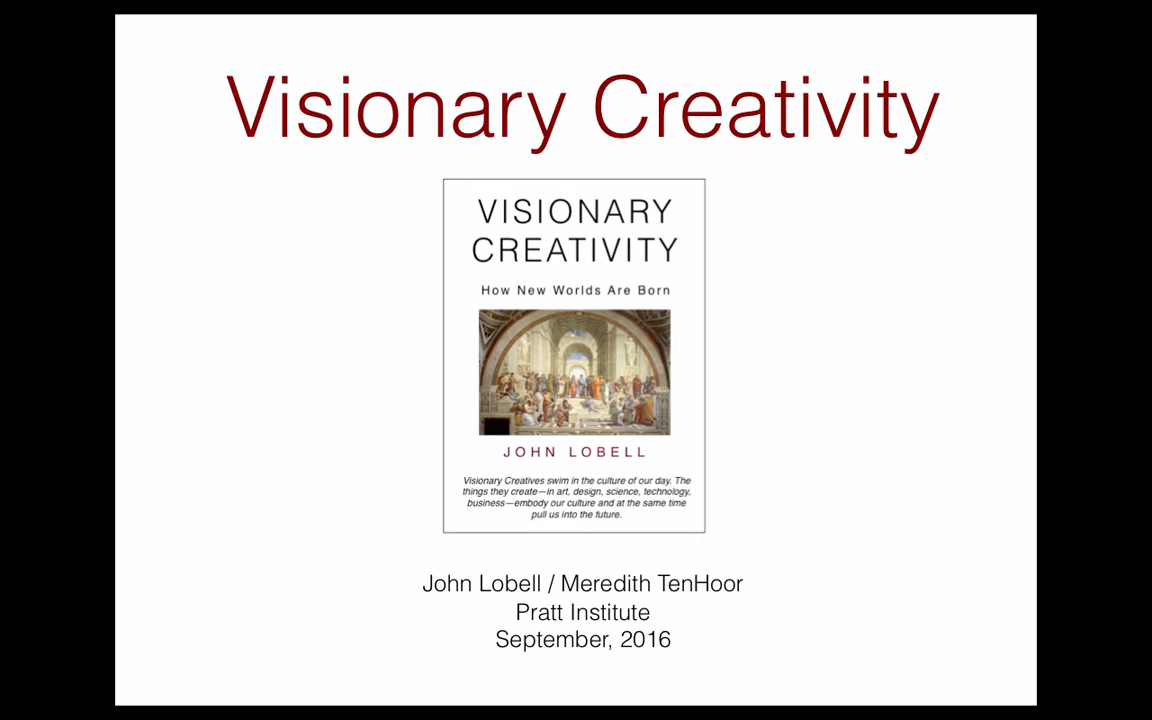 Visionary Creativity
VISIONARY
CREATIVITY
How New Worlds Are Born
JOHN LOBELL
Visionary Creatives swim in the culture of our day. The
things they create—in art, design, science, technology,
business—embody our culture and at the same time
pull us into the future.
John Lobell / Meredith TenHoor
Pratt Institute
September, 2016